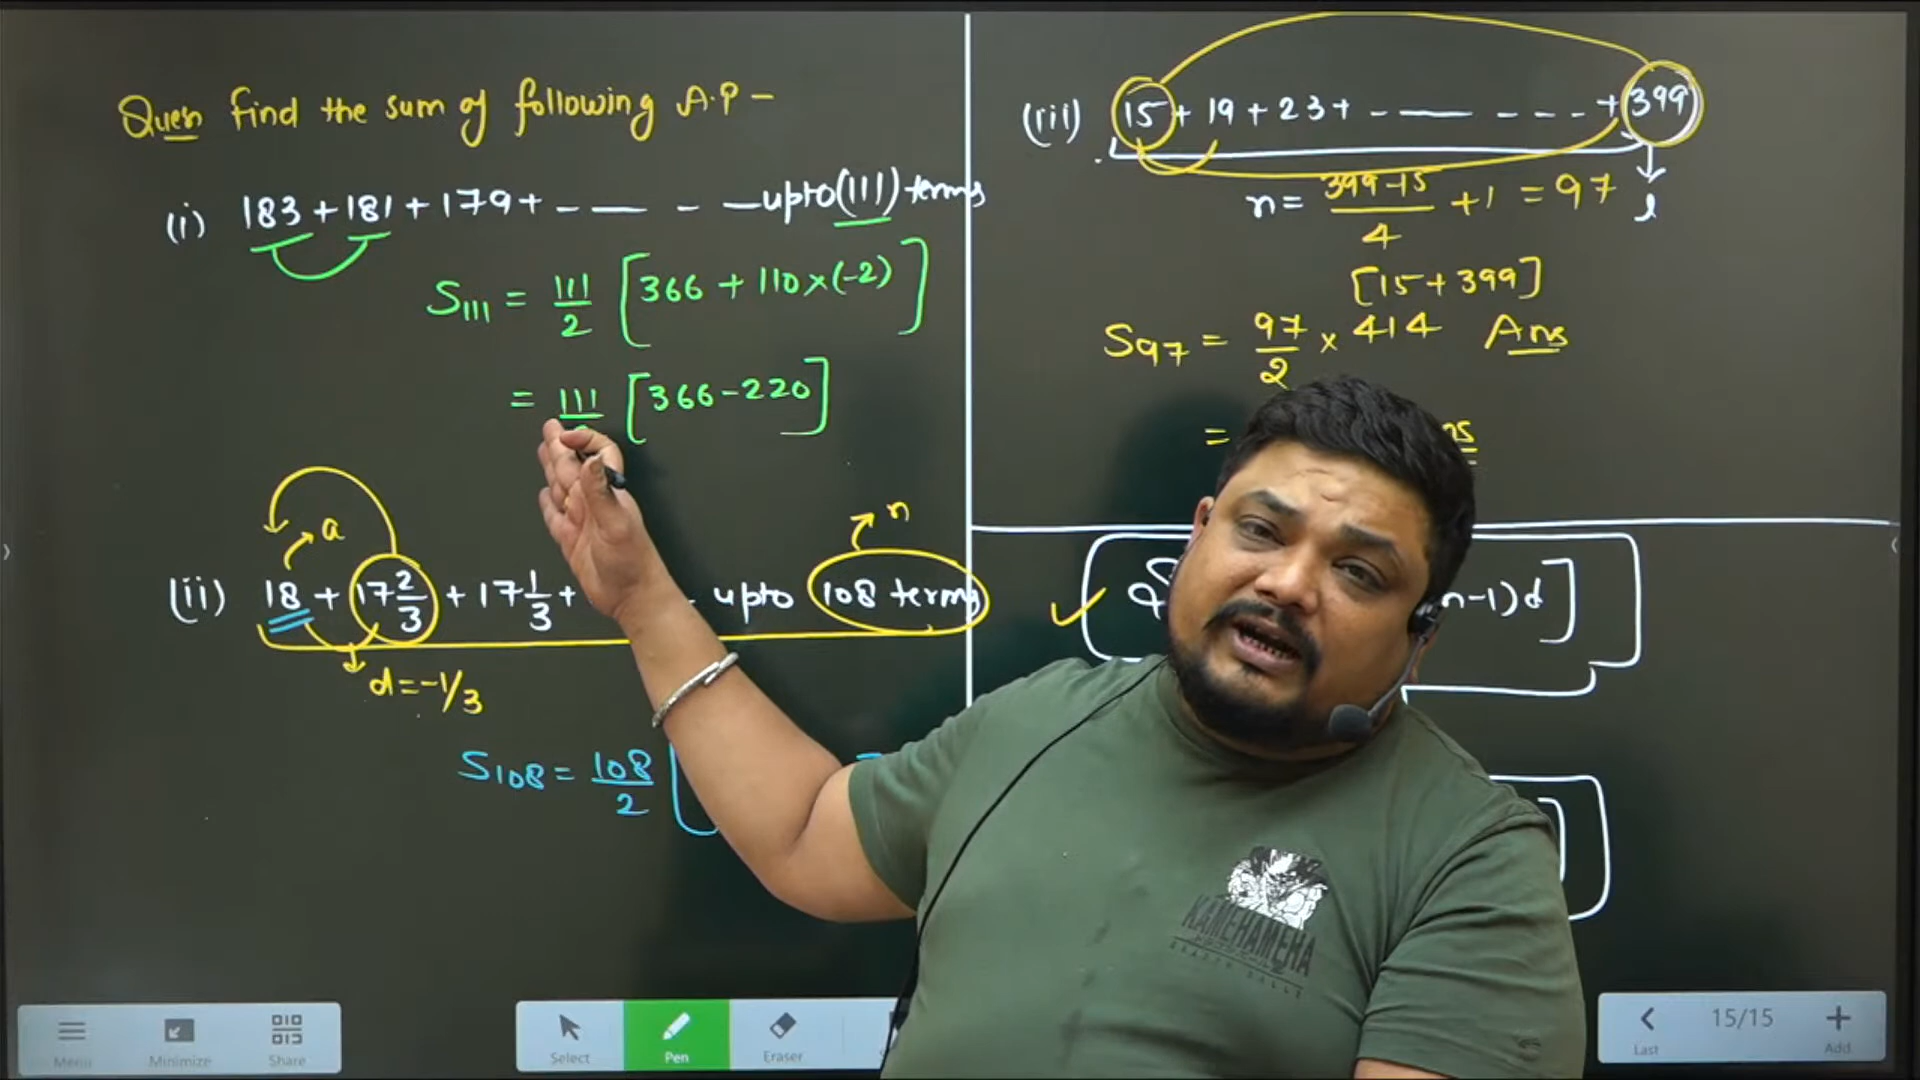 Quesn Find the sum of following A.P -
(i) 183 + 181 + 179 + - — - — upto (111) terms
S111 = 111/2 [366 + 110×(-2)]
= 111/ [366-220]
a
n
(ii) 18 + 17 2/3 + 17 1/3 + upto 108 terms
d = -1/3
S108 = 108/2 [
(iii) 15 + 19 + 23 + - — - - - + 399
n = 399-15/4 + 1 = 97
l
[15+399]
S97 = 97/2 × 414 Ans
=
n-1)d]
KAMEHAMEHA
Menu
Minimize
Share
Select
Pen
Eraser
Last
15/15
Add